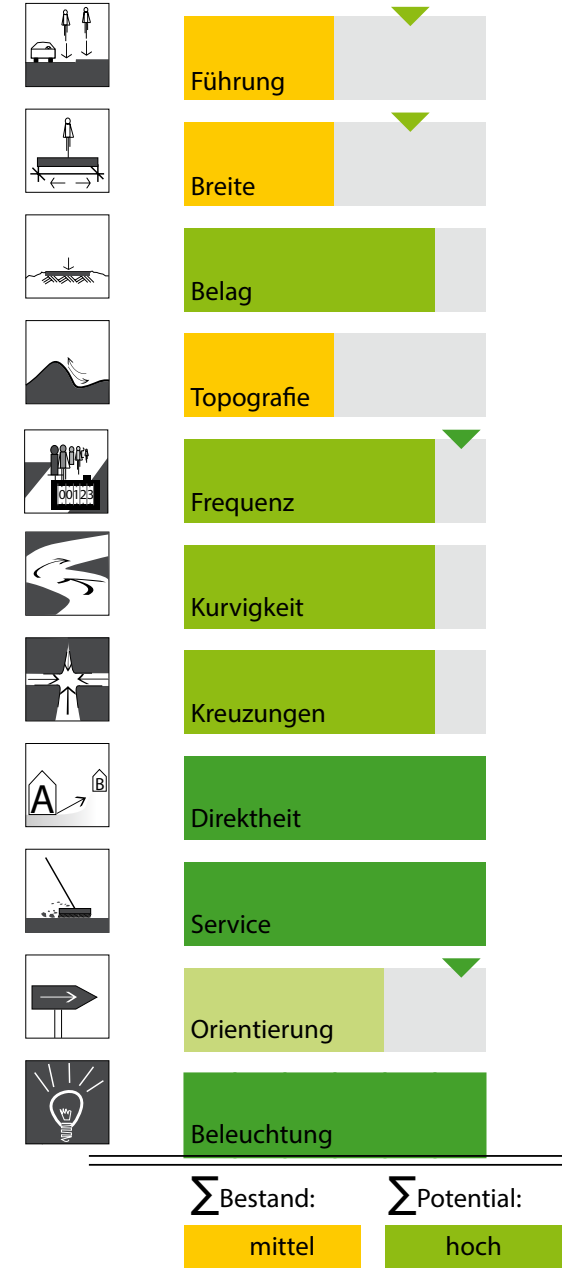 Führung
Breite
Belag
Topografie
00123
Frequenz
Kurvigkeit
Kreuzungen
A B
Direktheit
Service
Orientierung
Beleuchtung
∑Bestand: ∑Potential:
mittel hoch